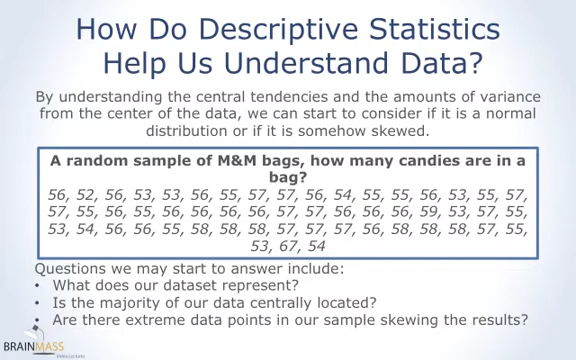 How Do Descriptive Statistics
Help Us Understand Data?
By understanding the central tendencies and the amounts of variance
from the center of the data, we can start to consider if it is a normal
distribution or if it is somehow skewed.
A random sample of M&M bags, how many candies are in a
bag?
56, 52, 56, 53, 53, 56, 55, 57, 57, 56, 54, 55, 55, 56, 53, 55, 57,
57, 55, 56, 55, 56, 56, 56, 56, 57, 57, 56, 56, 56, 59, 53, 57, 55,
53, 54, 56, 56, 55, 58, 58, 58, 57, 57, 57, 56, 58, 58, 58, 57, 55,
53, 67, 54
Questions we may start to answer include:
• What does our dataset represent?
• Is the majority of our data centrally located?
• Are there extreme data points in our sample skewing the results?
BRAINMASS